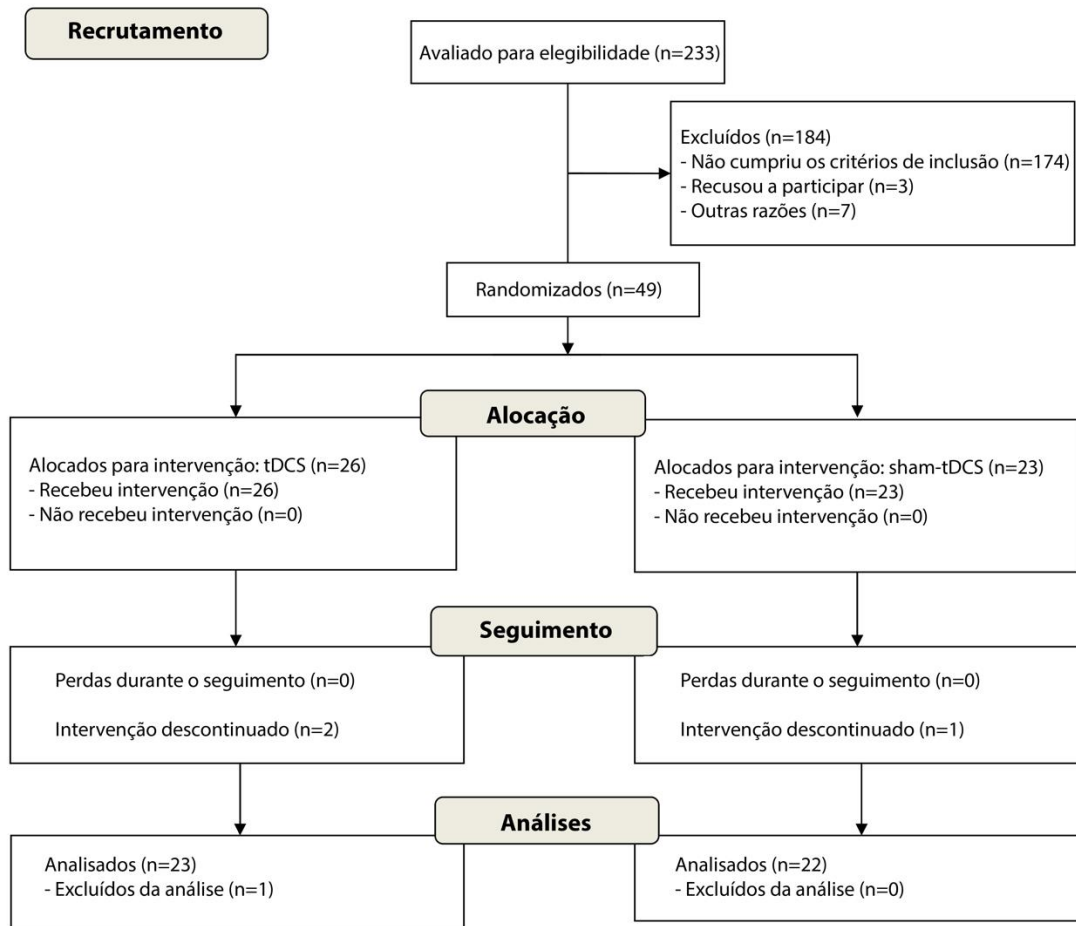 Recrutamento
Avaliado para elegibilidade (n=233)
Excluídos (n=184)
- Não cumpriu os critérios de inclusão (n=174)
- Recusou a participar (n=3)
- Outras razões (n=7)
Randomizados (n=49)
Alocação
Alocados para intervenção: tDCS (n=26)
- Recebeu intervenção (n=26)
- Não recebeu intervenção (n=0)
Alocados para intervenção: sham-tDCS (n=23)
- Recebeu intervenção (n=23)
- Não recebeu intervenção (n=0)
Seguimento
Perdas durante o seguimento (n=0)
Intervenção descontinuado (n=2)
Perdas durante o seguimento (n=0)
Intervenção descontinuado (n=1)
Análises
Analisados (n=23)
- Excluídos da análise (n=1)
Analisados (n=22)
- Excluídos da análise (n=0)